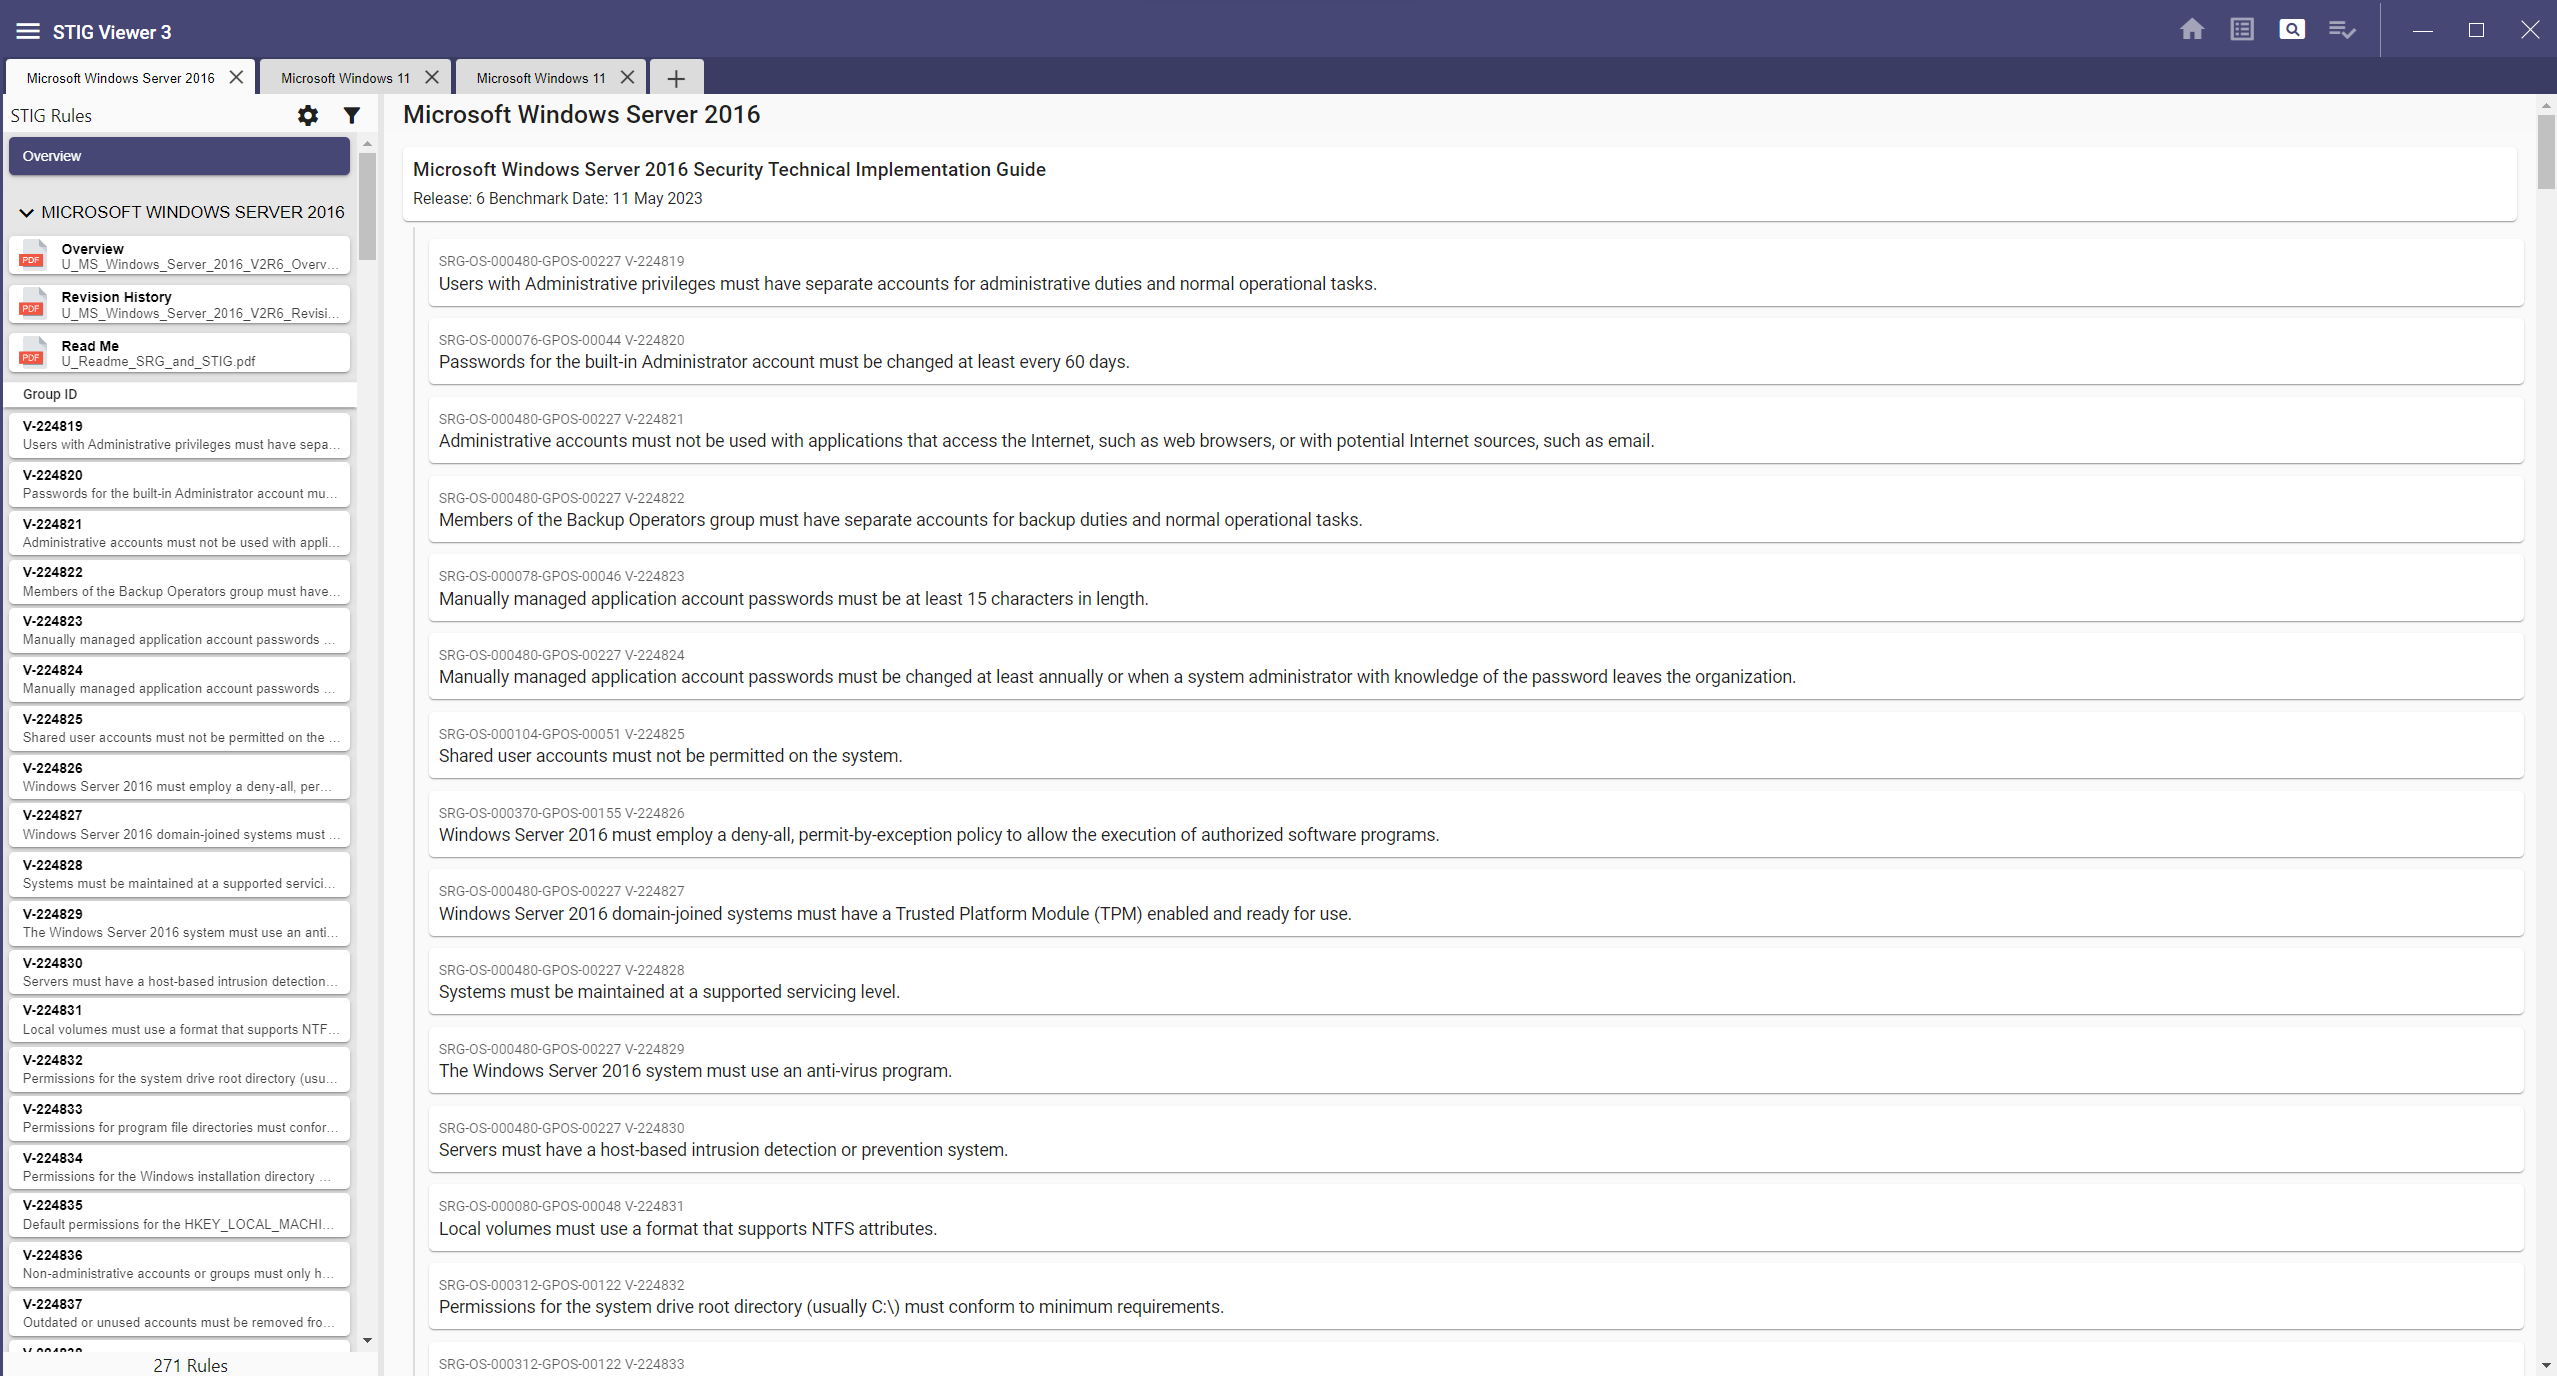 STIG Viewer 3
Microsoft Windows Server 2016
Microsoft Windows 11
Microsoft Windows 11
STIG Rules
Overview
MICROSOFT WINDOWS SERVER 2016
PDF
Overview
U_MS_Windows_Server_2016_V2R6_Overv...
PDF
Revision History
U_MS_Windows_Server_2016_V2R6_Revisi...
PDF
Read Me
U_Readme_SRG_and_STIG.pdf
Group ID
V-224819
Users with Administrative privileges must have sepa...
V-224820
Passwords for the built-in Administrator account mu...
V-224821
Administrative accounts must not be used with appli...
V-224822
Members of the Backup Operators group must have...
V-224823
Manually managed application account passwords ...
V-224824
Manually managed application account passwords ...
V-224825
Shared user accounts must not be permitted on the ...
V-224826
Windows Server 2016 must employ a deny-all, per...
V-224827
Windows Server 2016 domain-joined systems must ...
V-224828
Systems must be maintained at a supported servici...
V-224829
The Windows Server 2016 system must use an anti...
V-224830
Servers must have a host-based intrusion detection...
V-224831
Local volumes must use a format that supports NTF...
V-224832
Permissions for the system drive root directory (usu...
V-224833
Permissions for program file directories must confor...
V-224834
Permissions for the Windows installation directory ...
V-224835
Default permissions for the HKEY_LOCAL_MACHI...
V-224836
Non-administrative accounts or groups must only h...
V-224837
Outdated or unused accounts must be removed fro...
271 Rules
Microsoft Windows Server 2016
Microsoft Windows Server 2016 Security Technical Implementation Guide
Release: 6 Benchmark Date: 11 May 2023
SRG-OS-000480-GPOS-00227 V-224819
Users with Administrative privileges must have separate accounts for administrative duties and normal operational tasks.
SRG-OS-000076-GPOS-00044 V-224820
Passwords for the built-in Administrator account must be changed at least every 60 days.
SRG-OS-000480-GPOS-00227 V-224821
Administrative accounts must not be used with applications that access the Internet, such as web browsers, or with potential Internet sources, such as email.
SRG-OS-000480-GPOS-00227 V-224822
Members of the Backup Operators group must have separate accounts for backup duties and normal operational tasks.
SRG-OS-000078-GPOS-00046 V-224823
Manually managed application account passwords must be at least 15 characters in length.
SRG-OS-000480-GPOS-00227 V-224824
Manually managed application account passwords must be changed at least annually or when a system administrator with knowledge of the password leaves the organization.
SRG-OS-000104-GPOS-00051 V-224825
Shared user accounts must not be permitted on the system.
SRG-OS-000370-GPOS-00155 V-224826
Windows Server 2016 must employ a deny-all, permit-by-exception policy to allow the execution of authorized software programs.
SRG-OS-000480-GPOS-00227 V-224827
Windows Server 2016 domain-joined systems must have a Trusted Platform Module (TPM) enabled and ready for use.
SRG-OS-000480-GPOS-00227 V-224828
Systems must be maintained at a supported servicing level.
SRG-OS-000480-GPOS-00227 V-224829
The Windows Server 2016 system must use an anti-virus program.
SRG-OS-000480-GPOS-00227 V-224830
Servers must have a host-based intrusion detection or prevention system.
SRG-OS-000080-GPOS-00048 V-224831
Local volumes must use a format that supports NTFS attributes.
SRG-OS-000312-GPOS-00122 V-224832
Permissions for the system drive root directory (usually C:\) must conform to minimum requirements.
SRG-OS-000312-GPOS-00122 V-224833